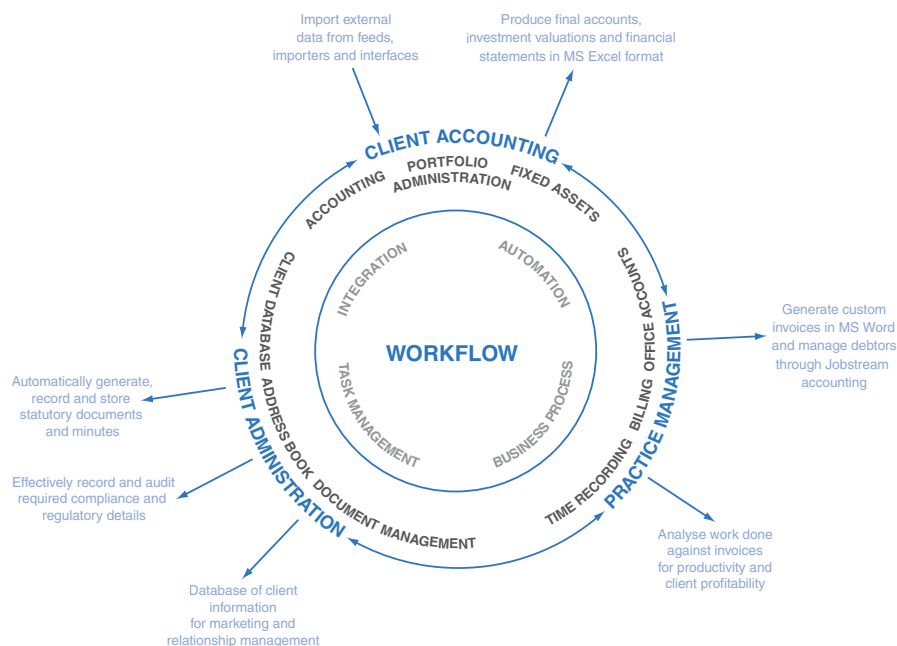 Import external
data from feeds,
importers and interfaces
Produce final accounts,
investment valuations and financial
statements in MS Excel format
CLIENT ACCOUNTING
ACCOUNTING
PORTFOLIO
ADMINISTRATION
FIXED ASSETS
INTEGRATION
AUTOMATION
WORKFLOW
TASK MANAGEMENT
BUSINESS PROCESS
CLIENT DATABASE
ADDRESS BOOK
DOCUMENT MANAGEMENT
CLIENT ADMINISTRATION
OFFICE ACCOUNTS
BILLING
TIME RECORDING
PRACTICE MANAGEMENT
Generate custom
invoices in MS Word
and manage debtors
through Jobstream
accounting
Automatically generate,
record and store
statutory documents
and minutes
Effectively record and audit
required compliance and
regulatory details
Analyse work done
against invoices
for productivity and
client profitability
Database of client
information
for marketing and
relationship management